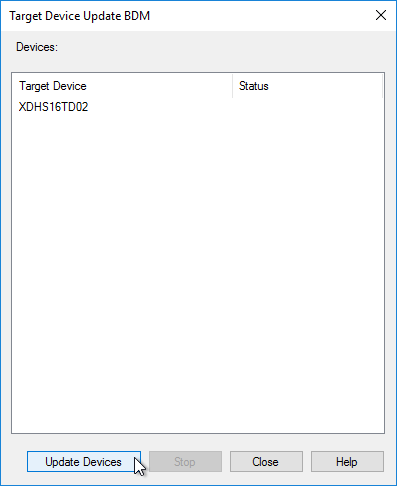 Target Device Update BDM
Devices:
Target Device Status
XDHS16TD02
Update Devices Stop Close Help